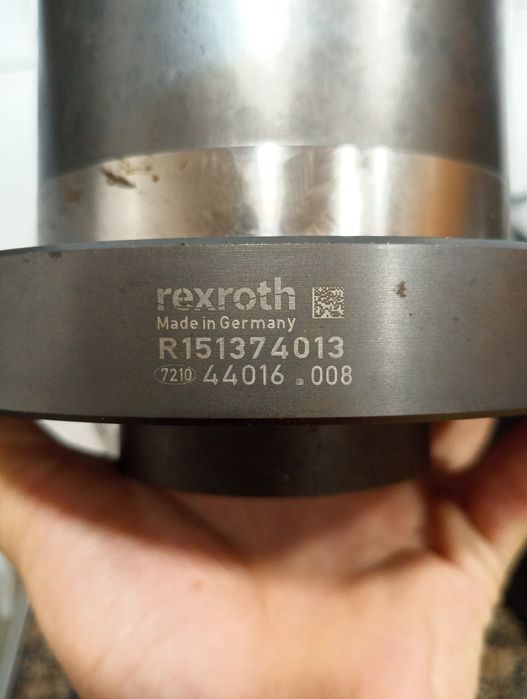 rexroth
Made in Germany
R151374013
7210 44016 . 008